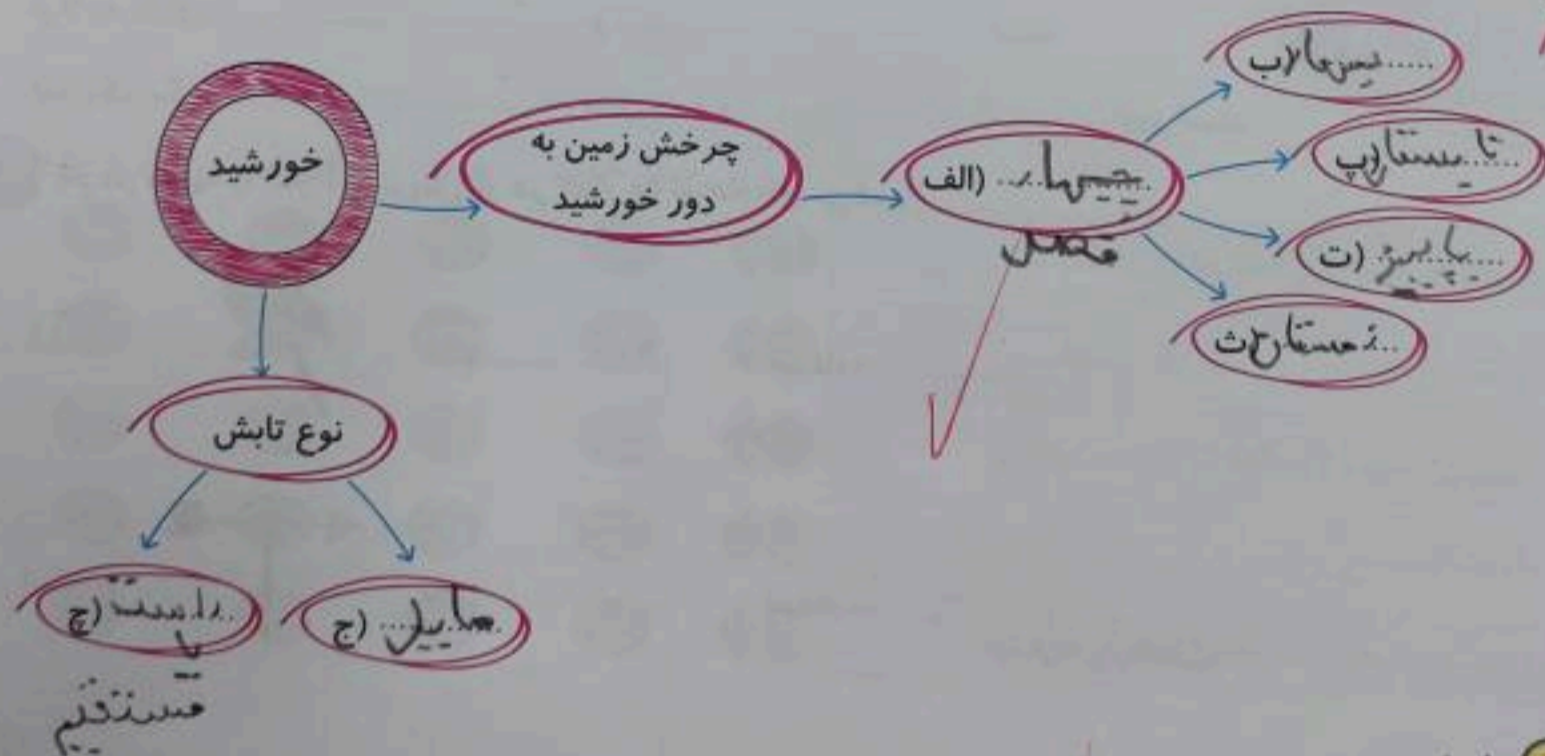 خورشید
چرخش زمین به
دور خورشید
الف) چهار
فصل
ب) بهار
پ) تابستان
ت) پاییز
ث) زمستان
نوع تابش
ج) مایل
چ) راست
یا
مستقیم